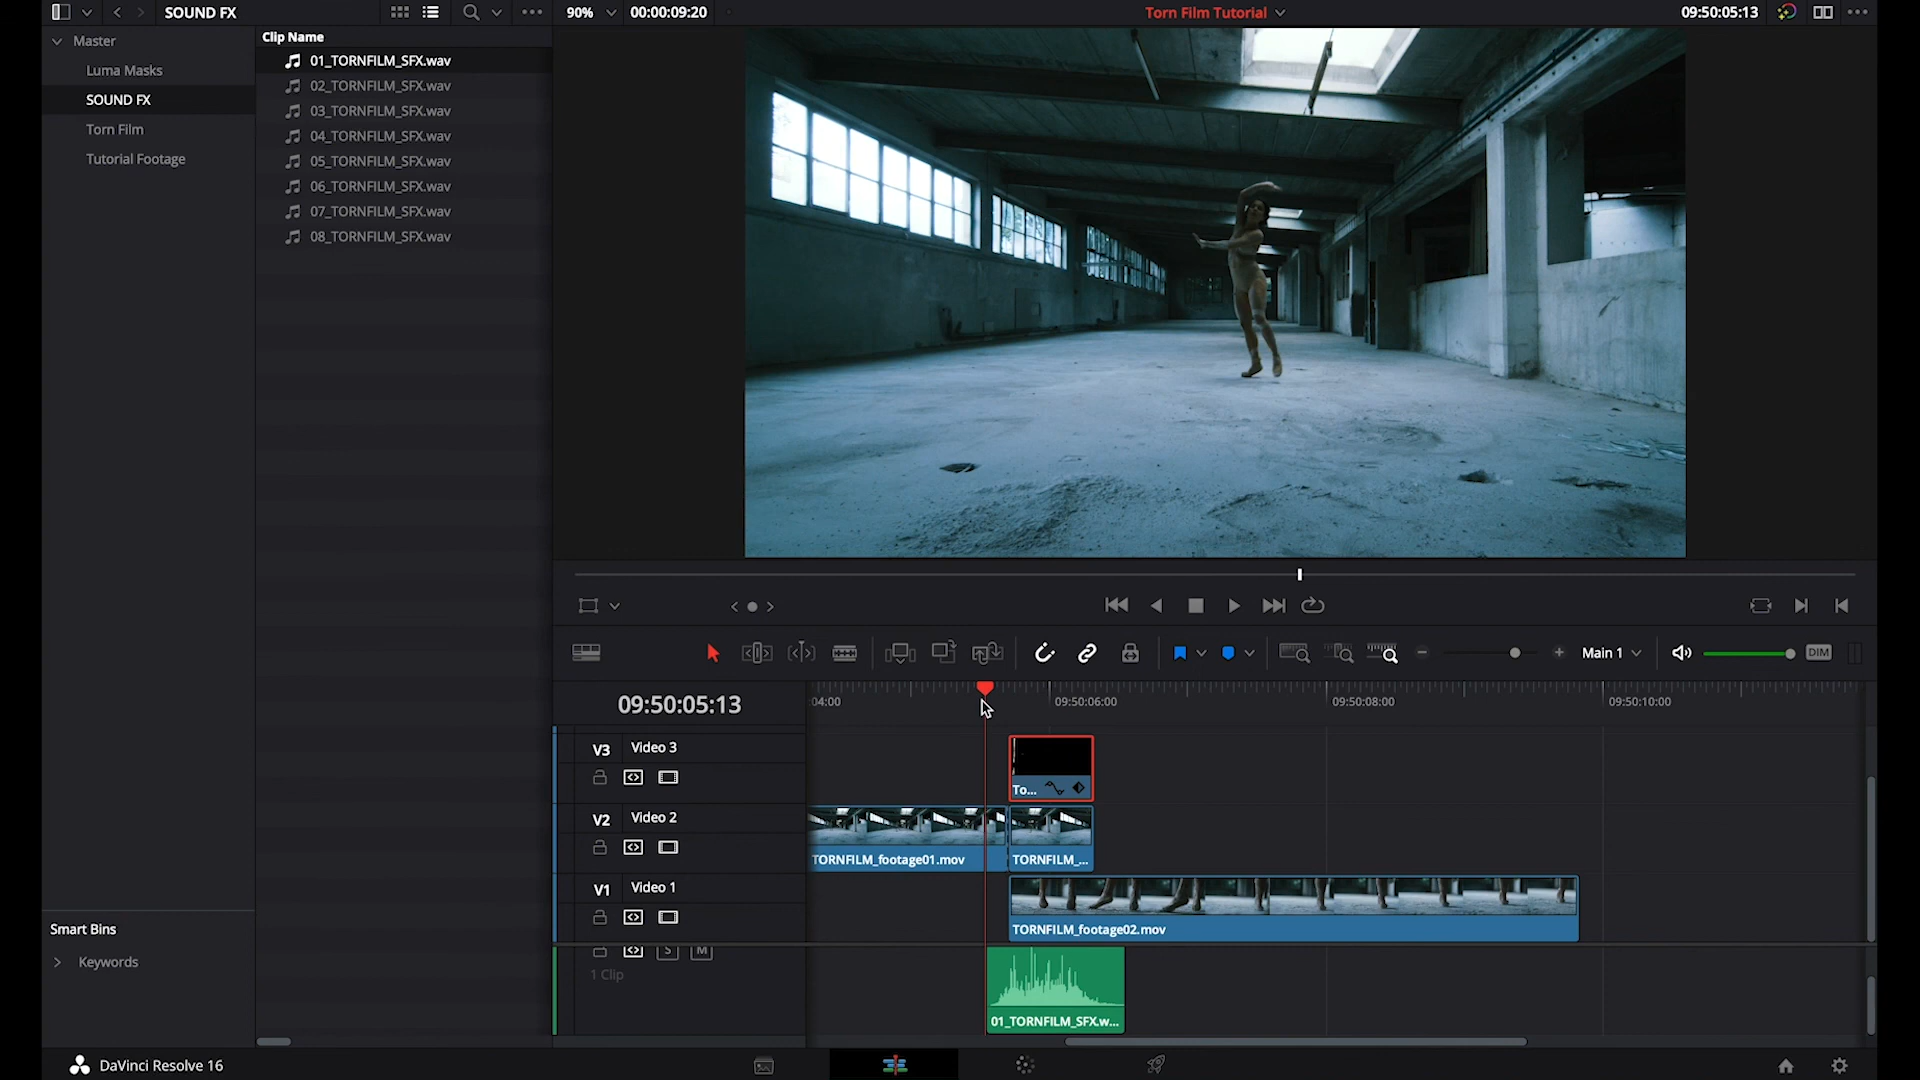 SOUND FX
90%
00:00:09:20
Torn Film Tutorial
09:50:05:13
Master
Luma Masks
SOUND FX
Torn Film
Tutorial Footage
Clip Name
01_TORNFILM_SFX.wav
02_TORNFILM_SFX.wav
03_TORNFILM_SFX.wav
04_TORNFILM_SFX.wav
05_TORNFILM_SFX.wav
06_TORNFILM_SFX.wav
07_TORNFILM_SFX.wav
08_TORNFILM_SFX.wav
Main 1
DIM
09:50:05:13
04:00
09:50:06:00
09:50:08:00
09:50:10:00
V3 Video 3
To...
V2 Video 2
TORNFILM_footage01.mov
TORNFILM_...
V1 Video 1
TORNFILM_footage02.mov
S
M
1 Clip
01_TORNFILM_SFX.w...
Smart Bins
Keywords
DaVinci Resolve 16